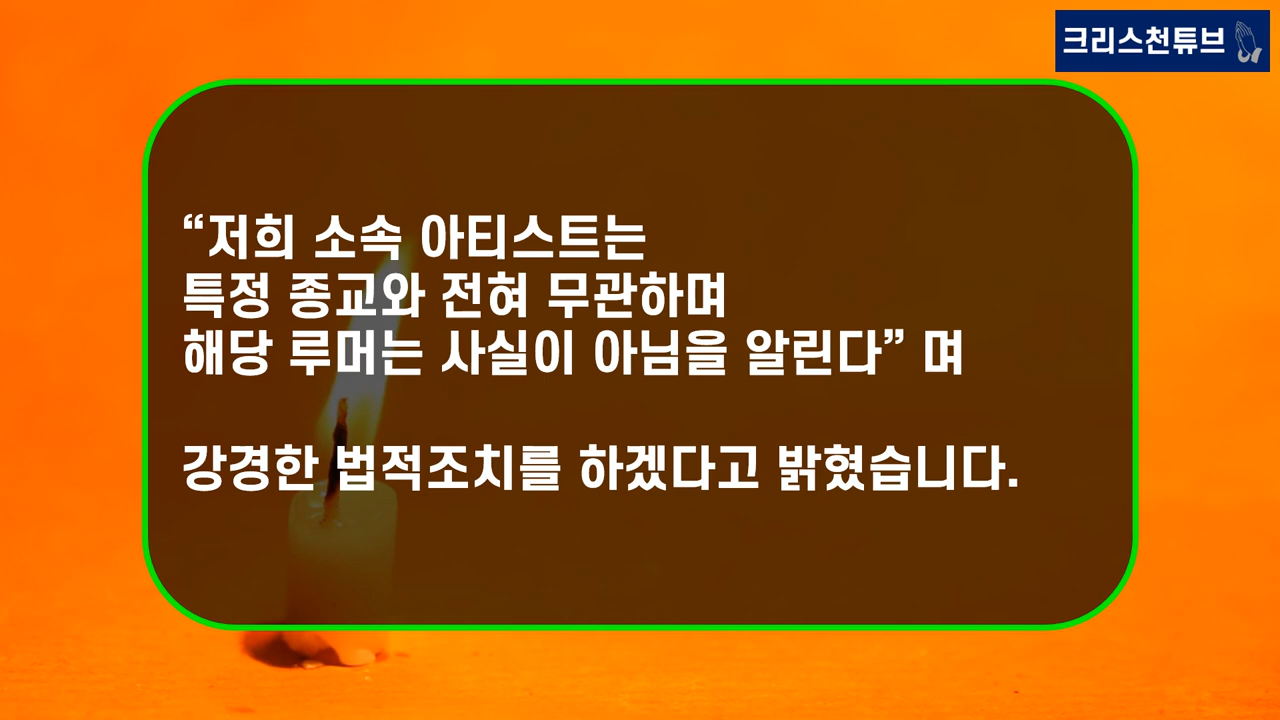 크리스천튜브
“저희 소속 아티스트는
특정 종교와 전혀 무관하며
해당 루머는 사실이 아님을 알린다” 며
강경한 법적조치를 하겠다고 밝혔습니다.